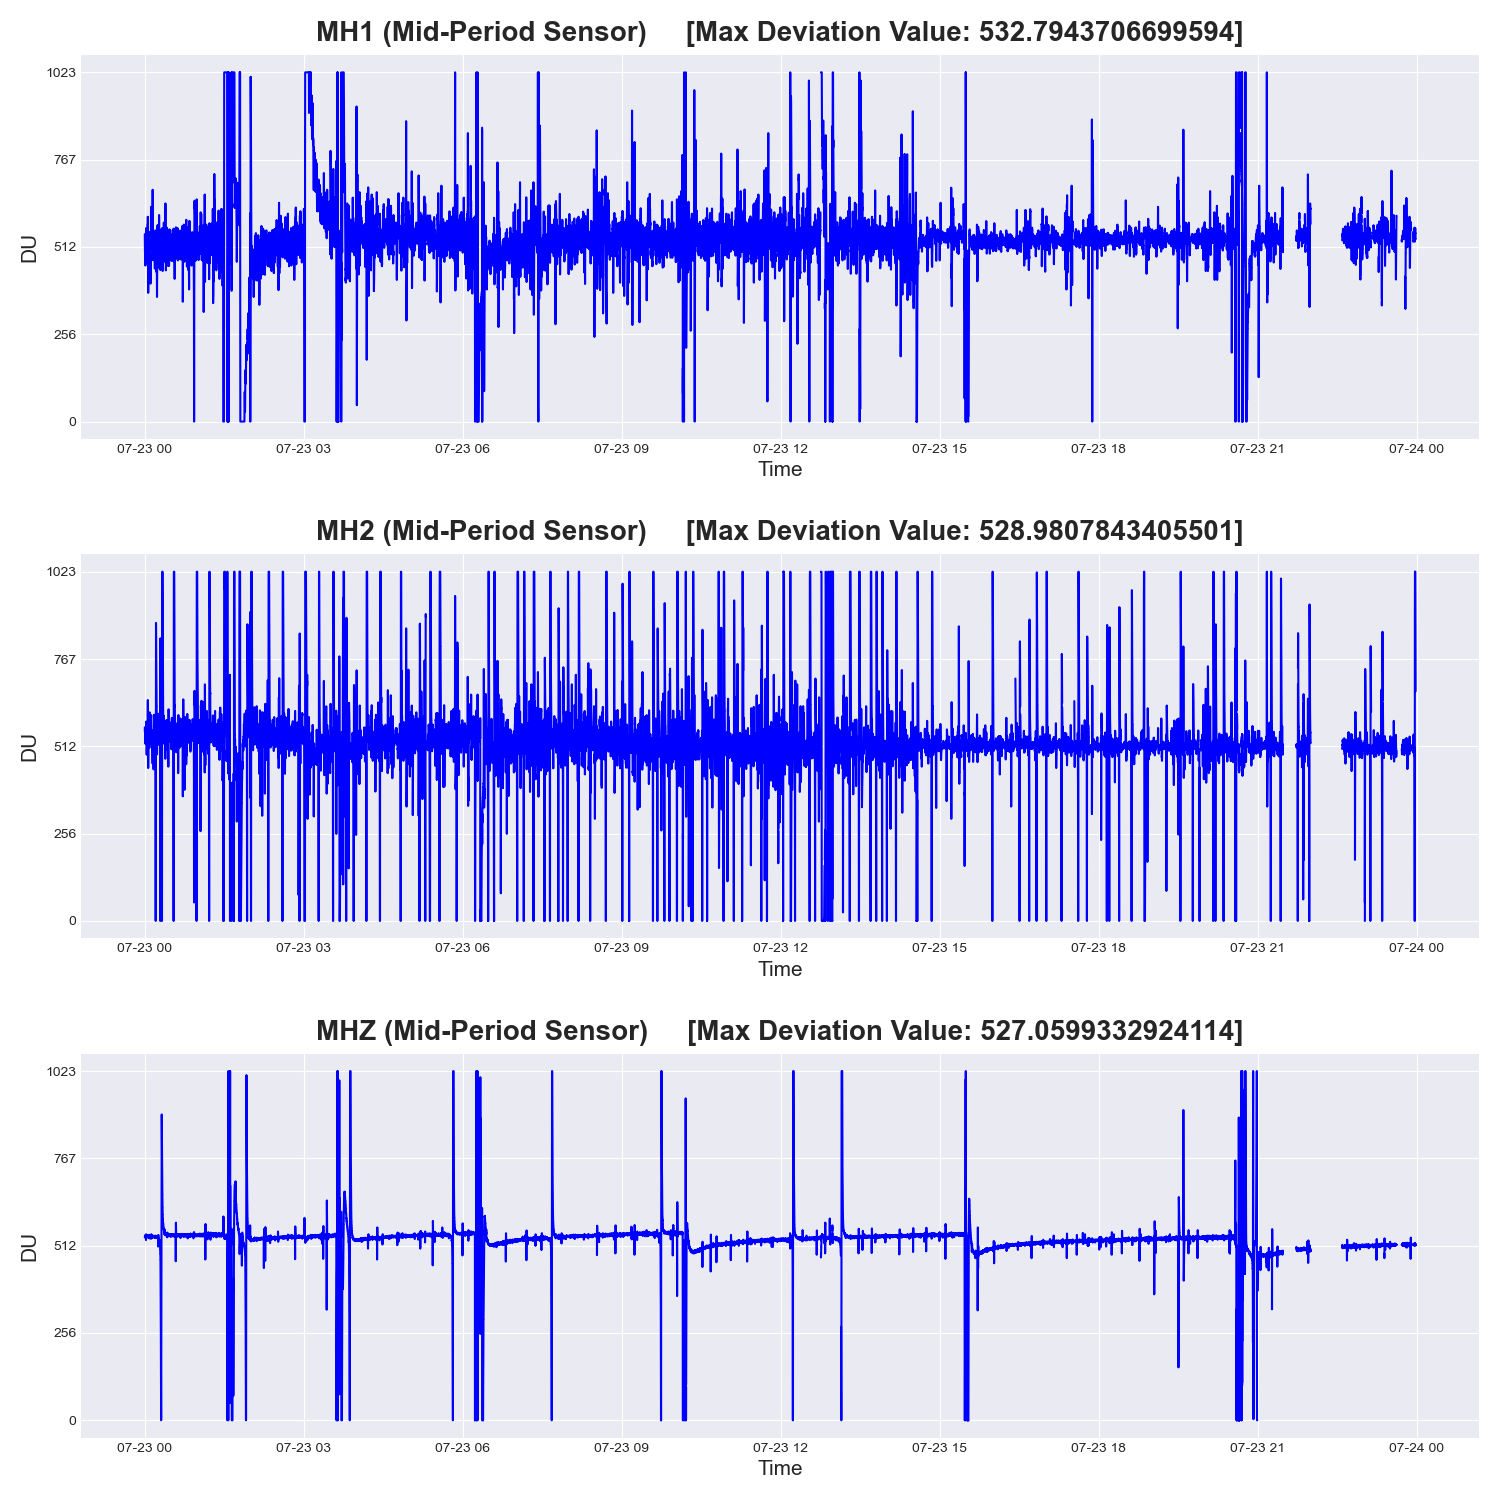 MH1 (Mid-Period Sensor)     [Max Deviation Value: 532.7943706699594]
1023
767
512
256
0
DU
07-23 00 07-23 03 07-23 06 07-23 09 07-23 12 07-23 15 07-23 18 07-23 21 07-24 00
Time
MH2 (Mid-Period Sensor)     [Max Deviation Value: 528.9807843405501]
1023
767
512
256
0
DU
07-23 00 07-23 03 07-23 06 07-23 09 07-23 12 07-23 15 07-23 18 07-23 21 07-24 00
Time
MHZ (Mid-Period Sensor)     [Max Deviation Value: 527.0599332924114]
1023
767
512
256
0
DU
07-23 00 07-23 03 07-23 06 07-23 09 07-23 12 07-23 15 07-23 18 07-23 21 07-24 00
Time